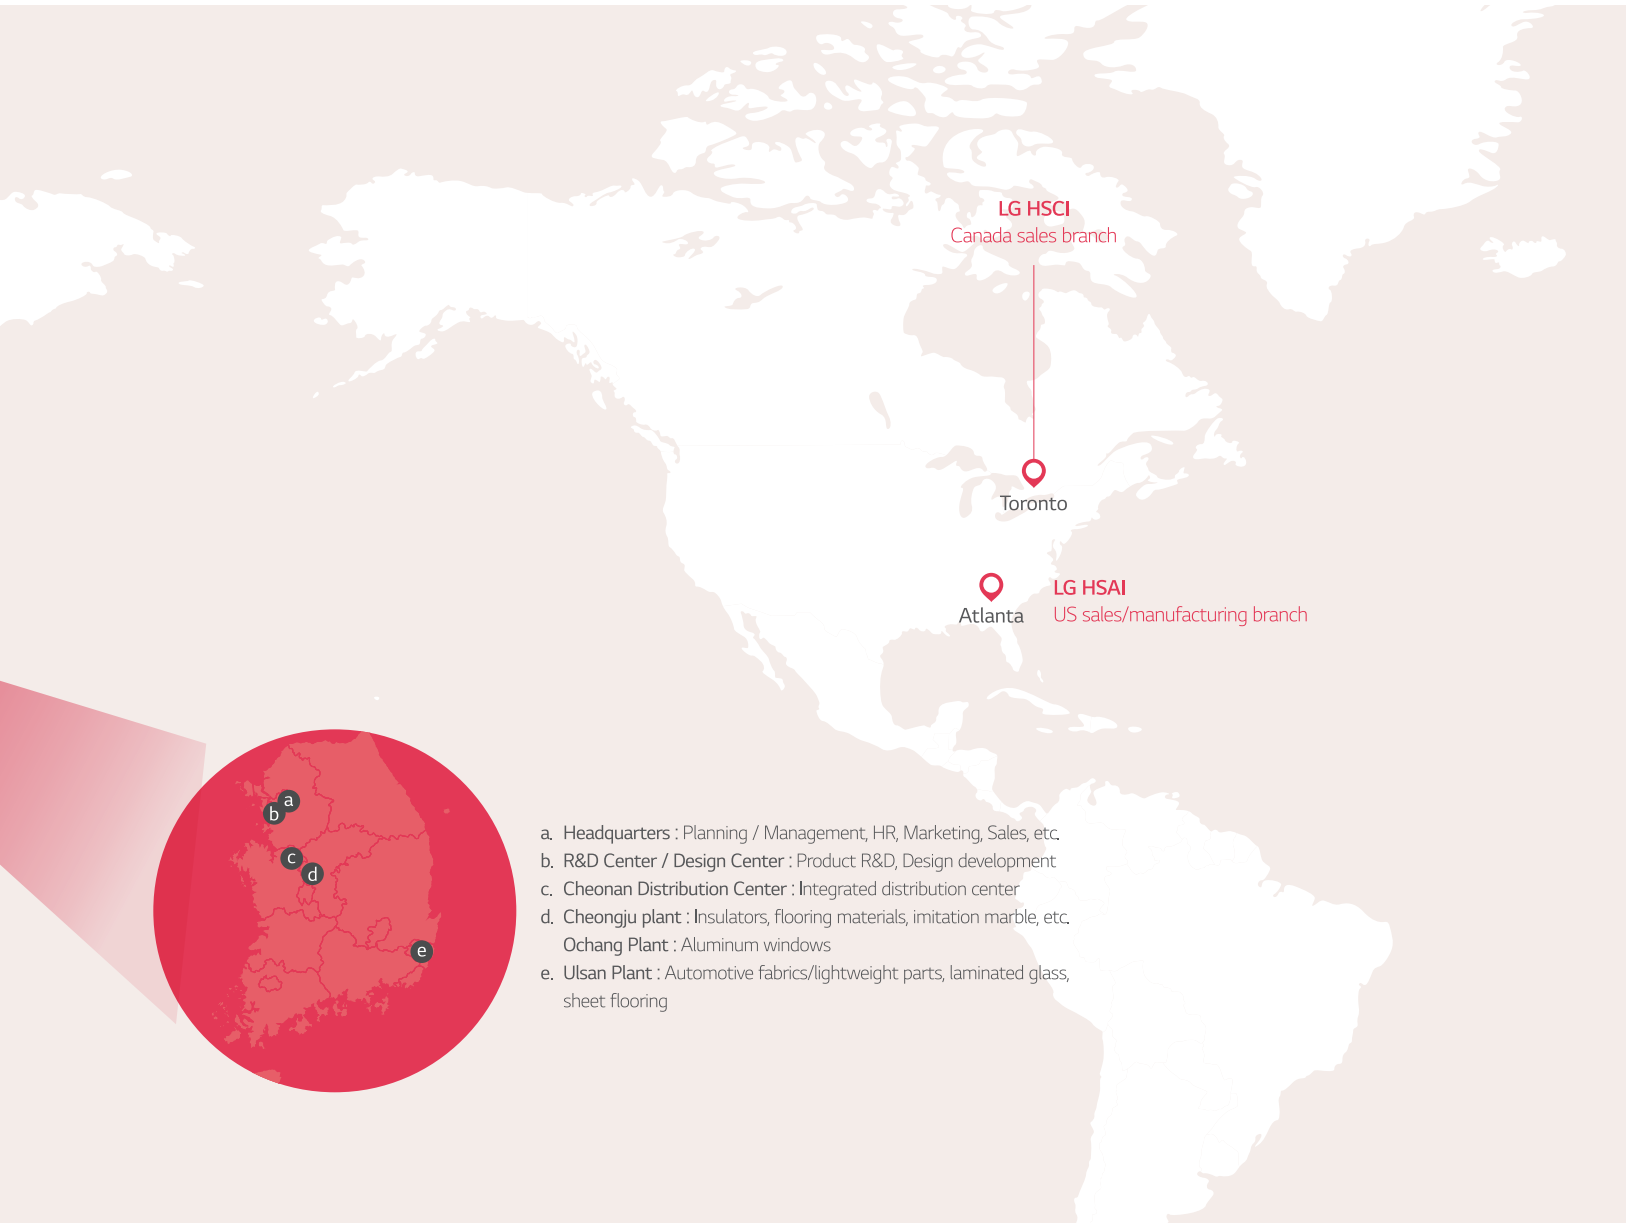 LG HSCI
Canada sales branch
Toronto
Atlanta
LG HSAI
US sales/manufacturing branch
a
b
c
d
e
a. Headquarters : Planning / Management, HR, Marketing, Sales, etc.
b. R&D Center / Design Center : Product R&D, Design development
c. Cheonan Distribution Center : Integrated distribution center
d. Cheongju plant : Insulators, flooring materials, imitation marble, etc.
Ochang Plant : Aluminum windows
e. Ulsan Plant : Automotive fabrics/lightweight parts, laminated glass,
sheet flooring